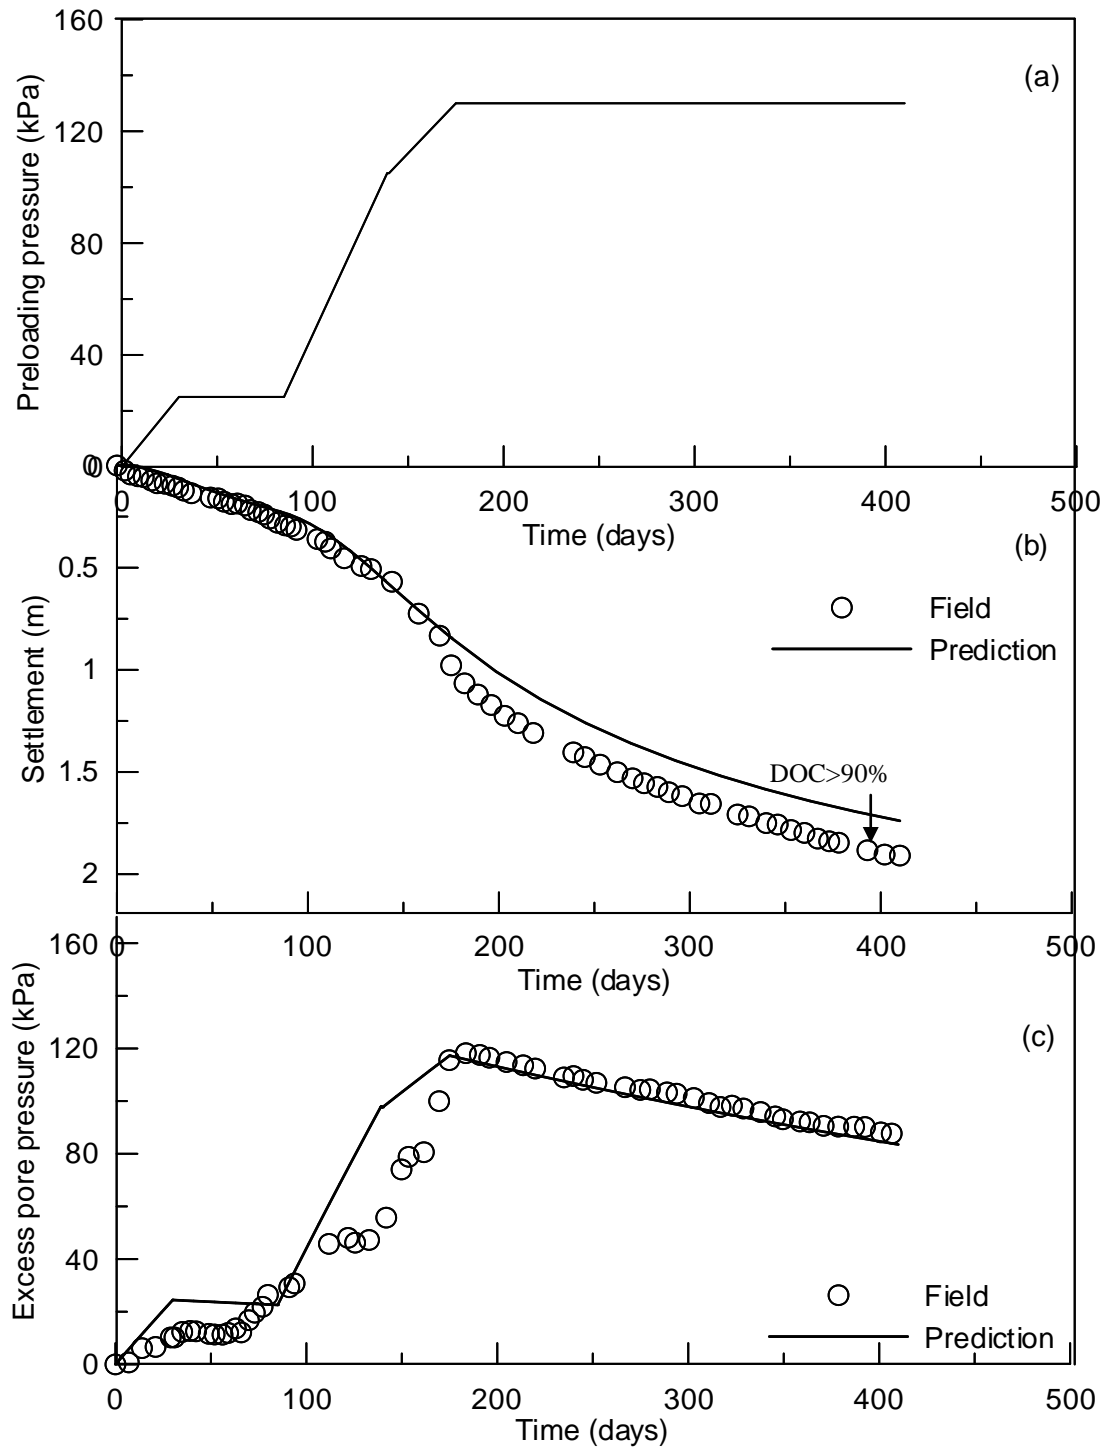 160
120
80
40
0
Preloading pressure (kPa)
(a)
0 100 200 300 400 500
Time (days)
0
0.5
1
1.5
2
Settlement (m)
(b)
Field
Prediction
DOC>90%
0 100 200 300 400 500
Time (days)
160
120
80
40
0
Excess pore pressure (kPa)
(c)
Field
Prediction
0 100 200 300 400 500
Time (days)